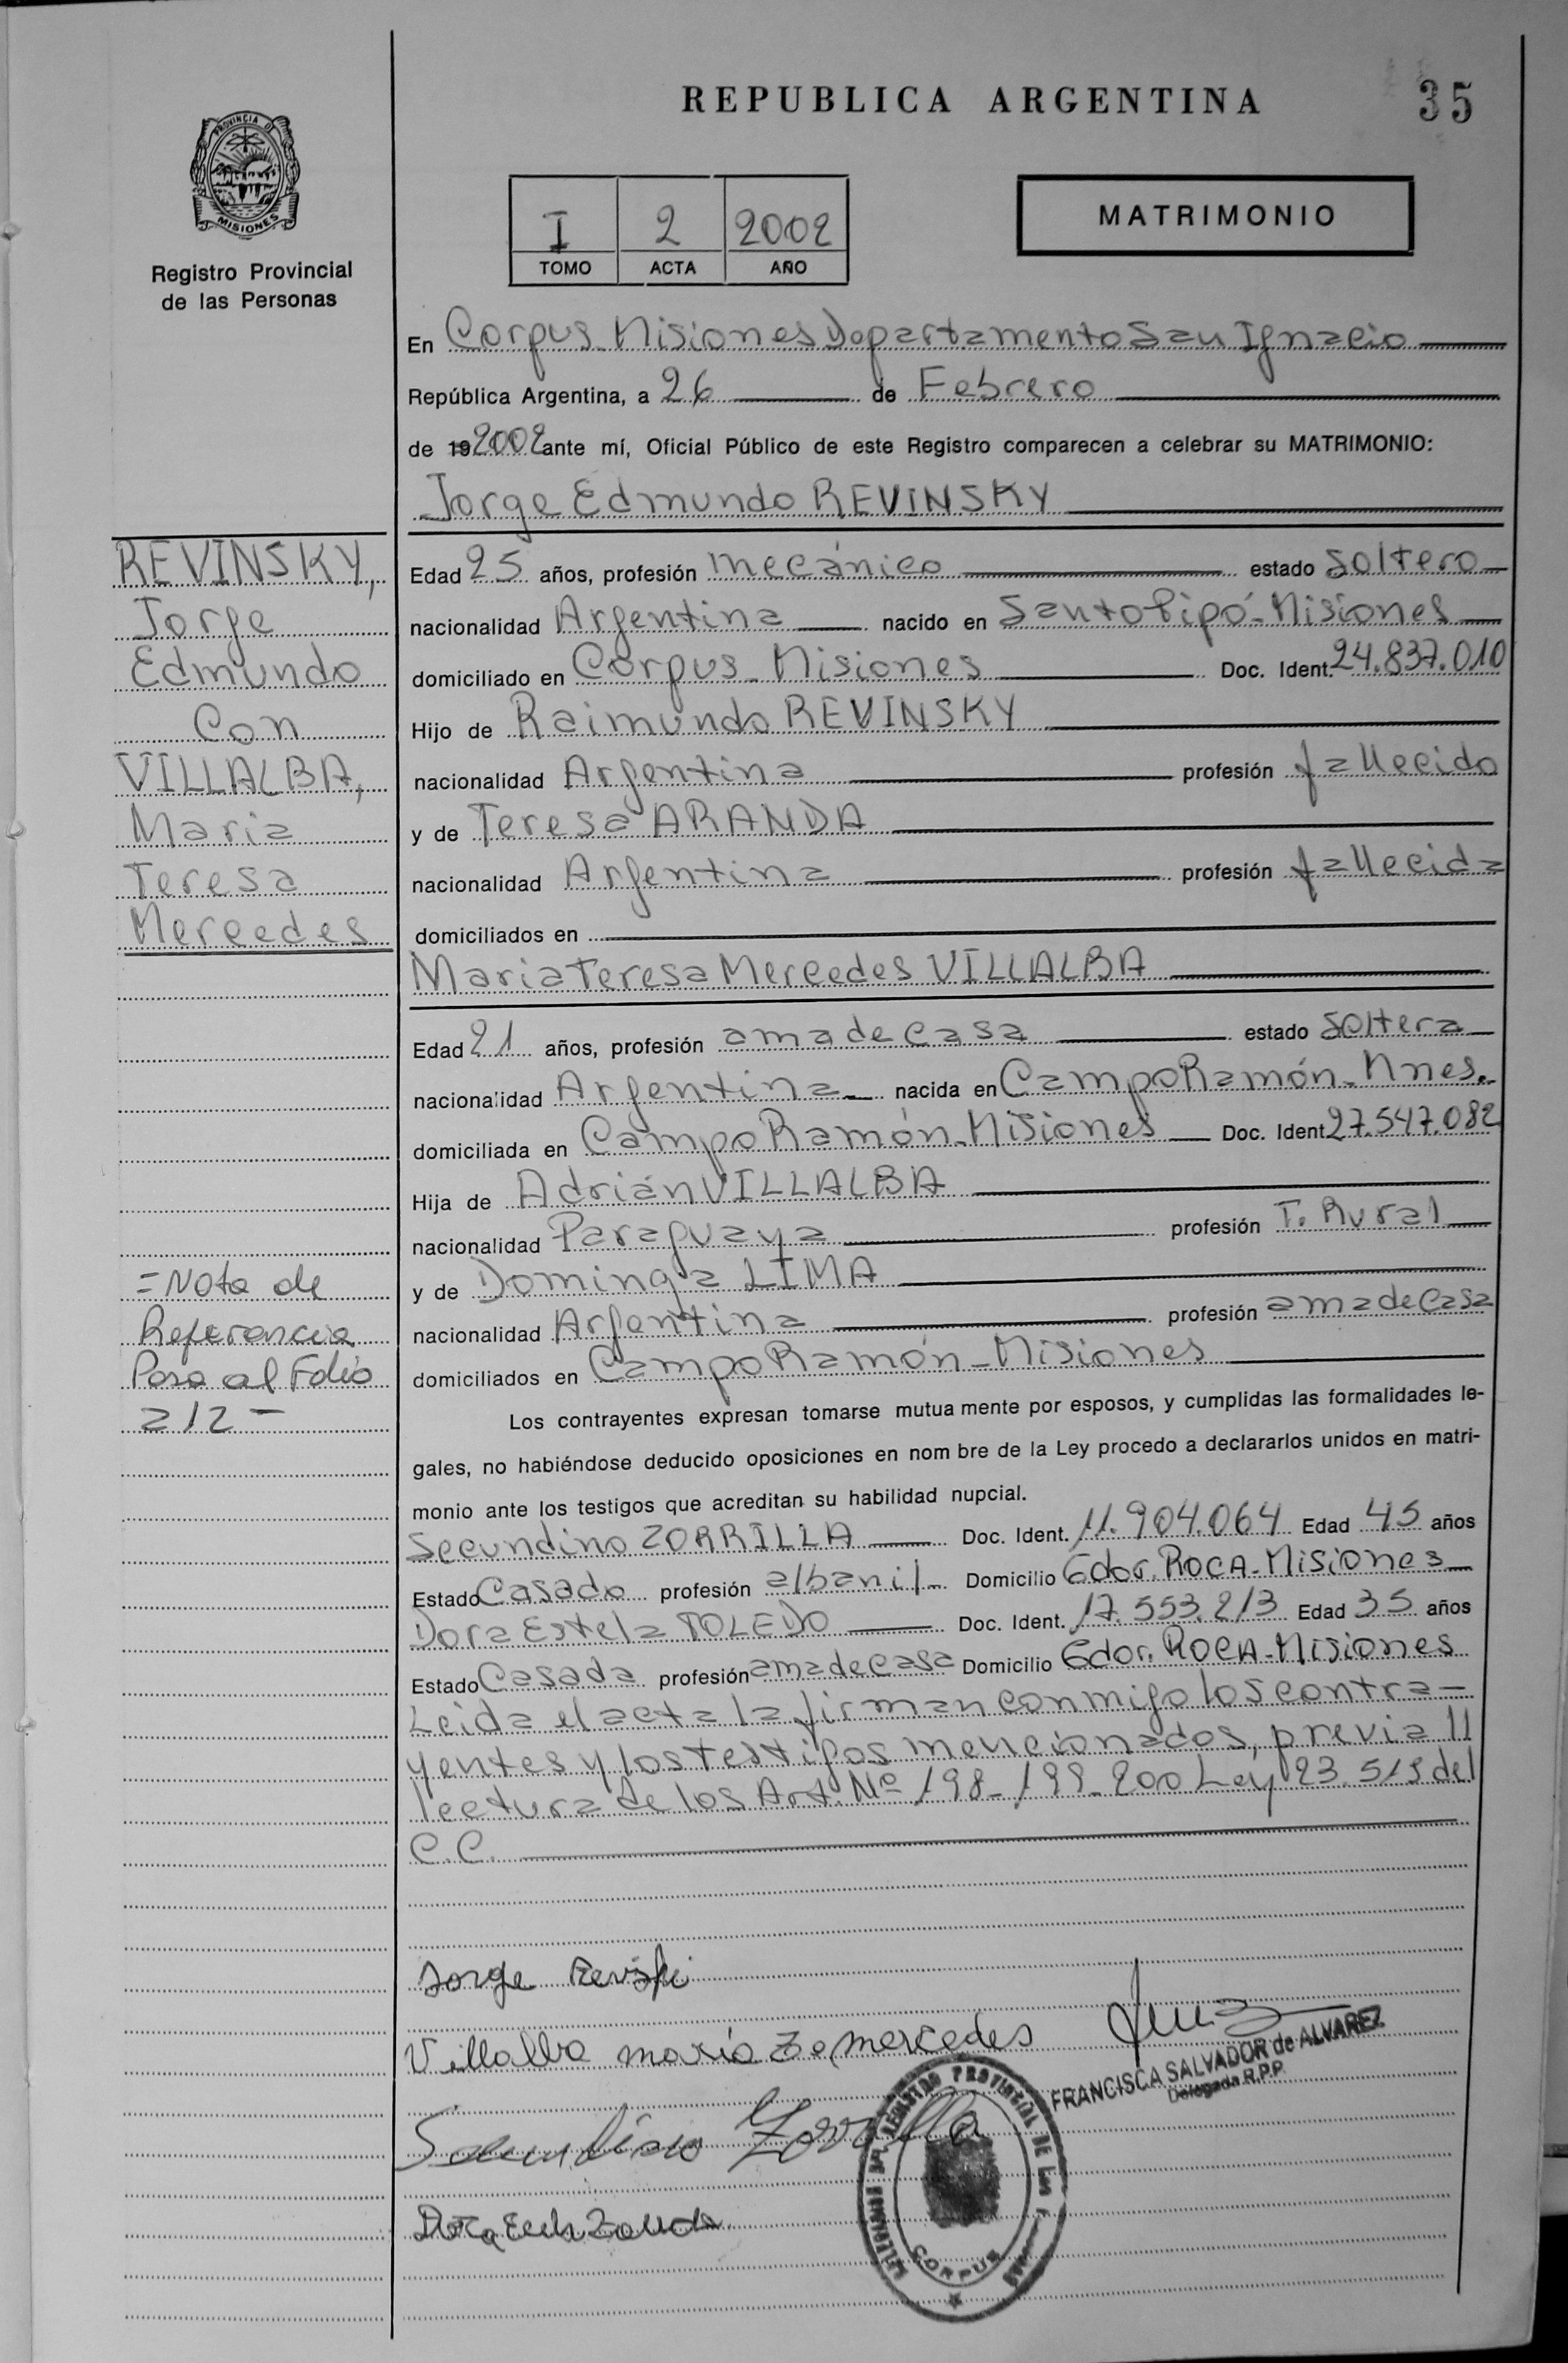 REPUBLICA ARGENTINA
35
PROVINCIA D
MISIONES
Registro Provincial
de las Personas
I 2 2002
TOMO ACTA AÑO
MATRIMONIO
En Corpus Misiones Departamento San Ignacio
República Argentina, a 26 de Febrero
de 19 2002 ante mí, Oficial Público de este Registro comparecen a celebrar su MATRIMONIO:
Jorge Edmundo REVINSKY
REVINSKY,
Jorge
Edmundo
Con
VILLALBA,
Maria
Teresa
Mercedes
Edad 25 años, profesión mecánico estado Soltero
nacionalidad Argentina nacido en Santo Pipó-Misiones
domiciliado en Corpus-Misiones Doc. Ident. 24.837.010
Hijo de Raimundo REVINSKY
nacionalidad Argentina profesión fallecido
y de Teresa ARANDA
nacionalidad Argentina profesión fallecida
domiciliados en
Maria Teresa Mercedes VILLALBA
Edad 21 años, profesión ama de casa estado Soltera
nacionalidad Argentina nacida en Campo Ramón-Mnes.
domiciliada en Campo Ramón-Misiones Doc. Ident 27.547.082
Hija de Adrián VILLALBA
nacionalidad Paraguaya profesión T. Rural
y de Dominga LIMA
nacionalidad Argentina profesión ama de casa
domiciliados en Campo Ramón-Misiones
=Nota de
Referencia
Pasa al Folio
212-
Los contrayentes expresan tomarse mutua mente por esposos, y cumplidas las formalidades le-
gales, no habiéndose deducido oposiciones en nom bre de la Ley procedo a declararlos unidos en matri-
monio ante los testigos que acreditan su habilidad nupcial.
Secundino ZORRILLA Doc. Ident. 11.904.064 Edad 45 años
Estado Casado profesión albanil Domicilio Gdor. ROCA-Misiones
Dora Estela TOLEDO Doc. Ident. 17.553.213 Edad 35 años
Estado Casada profesión ama de casa Domicilio Gdor. ROCA-Misiones
Leida el acta la firman conmigo los contra-
yentes y los testigos mencionados, previa ll
lectura de los Art. Nº 198-199-200 Ley 23.515 del
C.C.
Jorge
Villalba maria mercedes
FRANCISCA SALVADOR de ALVAREZ
Delegada R.P.P.
Secundino Zorrilla
REGISTRO PROVINCIAL DE LAS
CORPUS